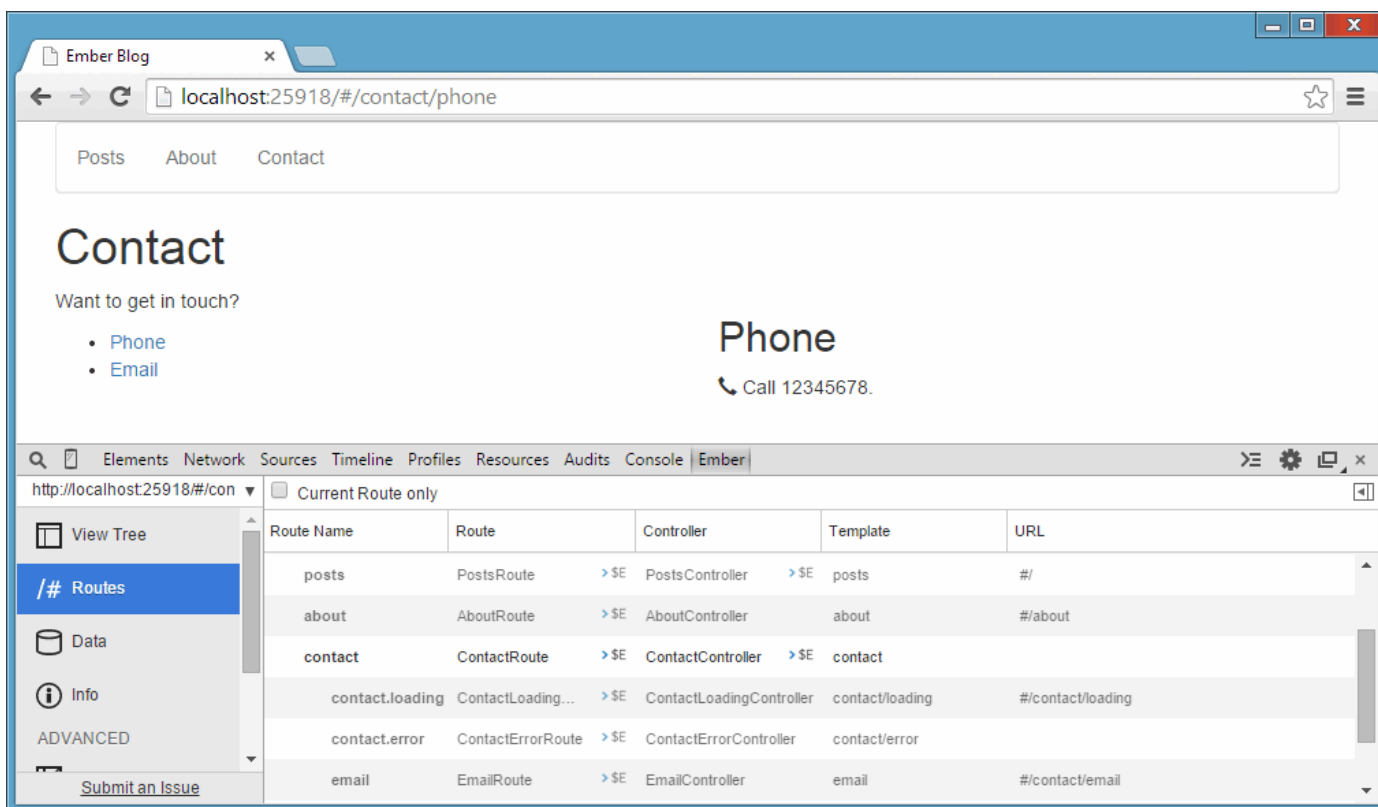 Ember Blog ×
localhost:25918/#/contact/phone
Posts About Contact
Contact
Want to get in touch?
• Phone
• Email
Phone
Call 12345678.
Elements Network Sources Timeline Profiles Resources Audits Console Ember
http://localhost:25918/#/con ▼ Current Route only
View Tree
/# Routes
Data
Info
ADVANCED
Submit an Issue
Route Name Route Controller Template URL
posts PostsRoute >$E PostsController >$E posts #/
about AboutRoute >$E AboutController about #/about
contact ContactRoute >$E ContactController >$E contact
contact.loading ContactLoading... >$E ContactLoadingController contact/loading #/contact/loading
contact.error ContactErrorRoute >$E ContactErrorController contact/error
email EmailRoute >$E EmailController email #/contact/email